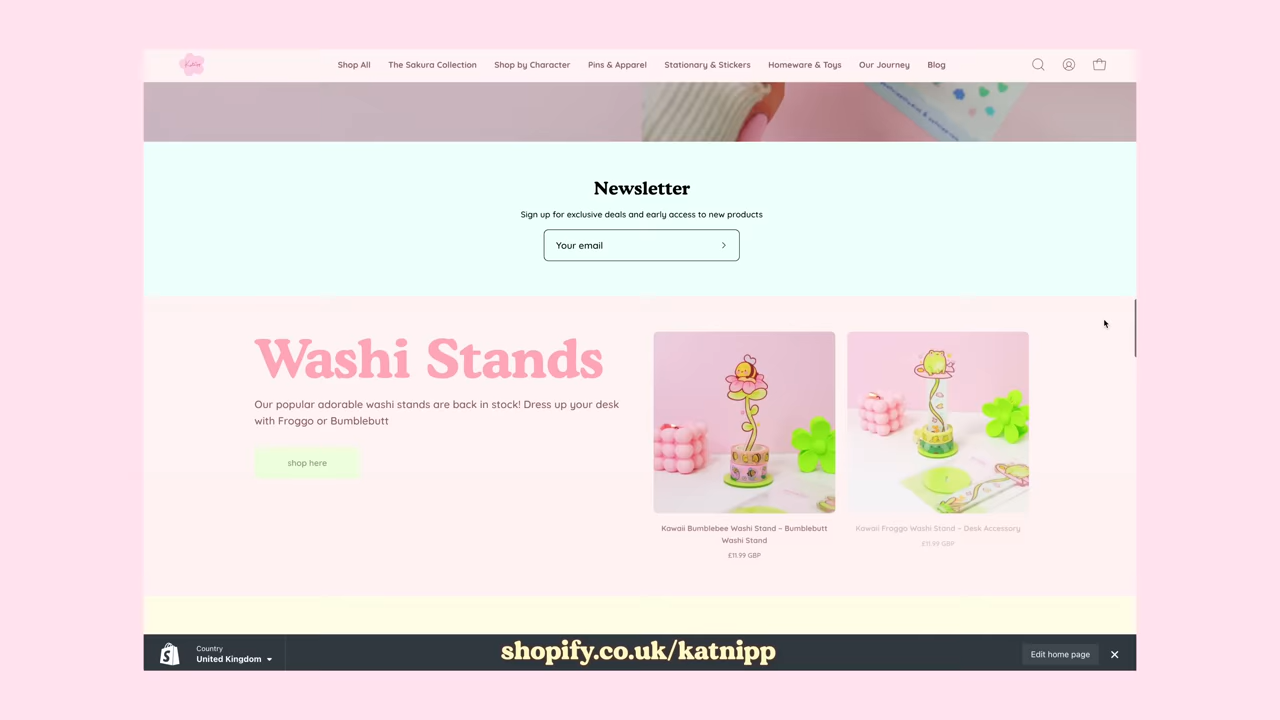 KatNipp
Shop All
The Sakura Collection
Shop by Character
Pins & Apparel
Stationary & Stickers
Homeware & Toys
Our Journey
Blog
Newsletter
Sign up for exclusive deals and early access to new products
Your email
Washi Stands
Our popular adorable washi stands are back in stock! Dress up your desk
with Froggo or Bumblebutt
shop here
Kawaii Bumblebee Washi Stand – Bumblebutt
Washi Stand
£11.99 GBP
Kawaii Froggo Washi Stand – Desk Accessory
£11.99 GBP
Country
United Kingdom
shopify.co.uk/katnipp
Edit home page